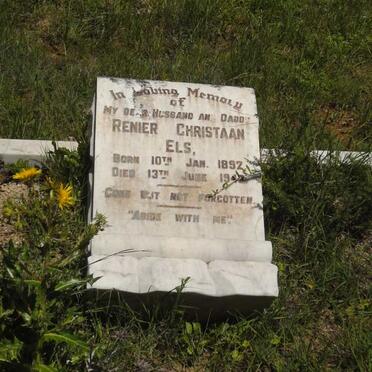 In Loving Memory
of
My Dear Husband and Daddy
Renier Christaan
Els,
Born 10th Jan. 1897
Died 13th June
Gone but not forgotten.
"Abide with me"